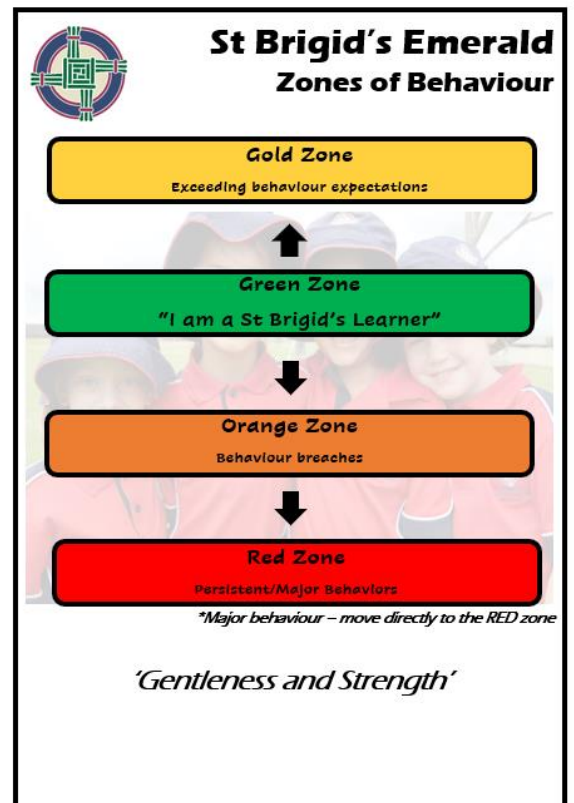 St Brigid's Emerald
Zones of Behaviour
Gold Zone
Exceeding behaviour expectations
Green Zone
"I am a St Brigid's Learner"
Orange Zone
Behaviour breaches
Red Zone
Persistent/Major Behaviors
*Major behaviour – move directly to the RED zone
'Gentleness and Strength'